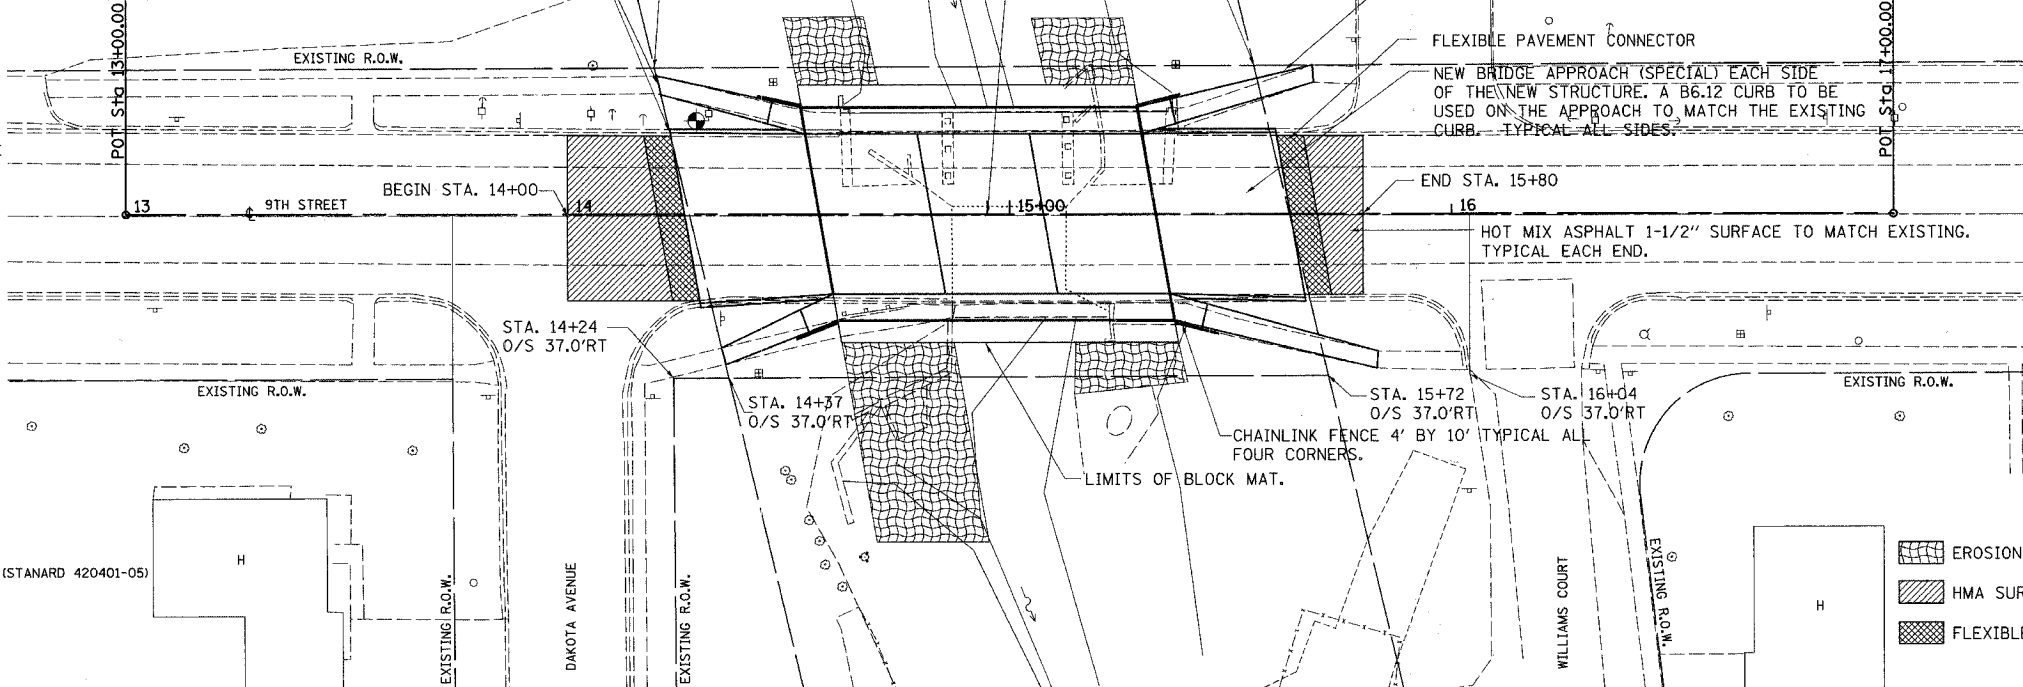 POT Sta 13+00.00
EXISTING R.O.W.
FLEXIBLE PAVEMENT CONNECTOR
NEW BRIDGE APPROACH (SPECIAL) EACH SIDE
OF THE NEW STRUCTURE. A B6.12 CURB TO BE
USED ON THE APPROACH TO MATCH THE EXISTING
CURB. TYPICAL ALL SIDES.
POT Sta 17+00.00
BEGIN STA. 14+00
END STA. 15+80
13
℄ 9TH STREET
14
15+00
16
HOT MIX ASPHALT 1-1/2" SURFACE TO MATCH EXISTING.
TYPICAL EACH END.
STA. 14+24
O/S 37.0'RT
EXISTING R.O.W.
STA. 14+37
O/S 37.0'RT
STA. 15+72
O/S 37.0'RT
STA. 16+04
O/S 37.0'RT
EXISTING R.O.W.
CHAINLINK FENCE 4' BY 10' TYPICAL ALL
FOUR CORNERS.
LIMITS OF BLOCK MAT.
(STANARD 420401-05)
H
EXISTING R.O.W.
DAKOTA AVENUE
EXISTING R.O.W.
WILLIAMS COURT
EXISTING R.O.W.
H
EROSION
HMA SUR
FLEXIBLE